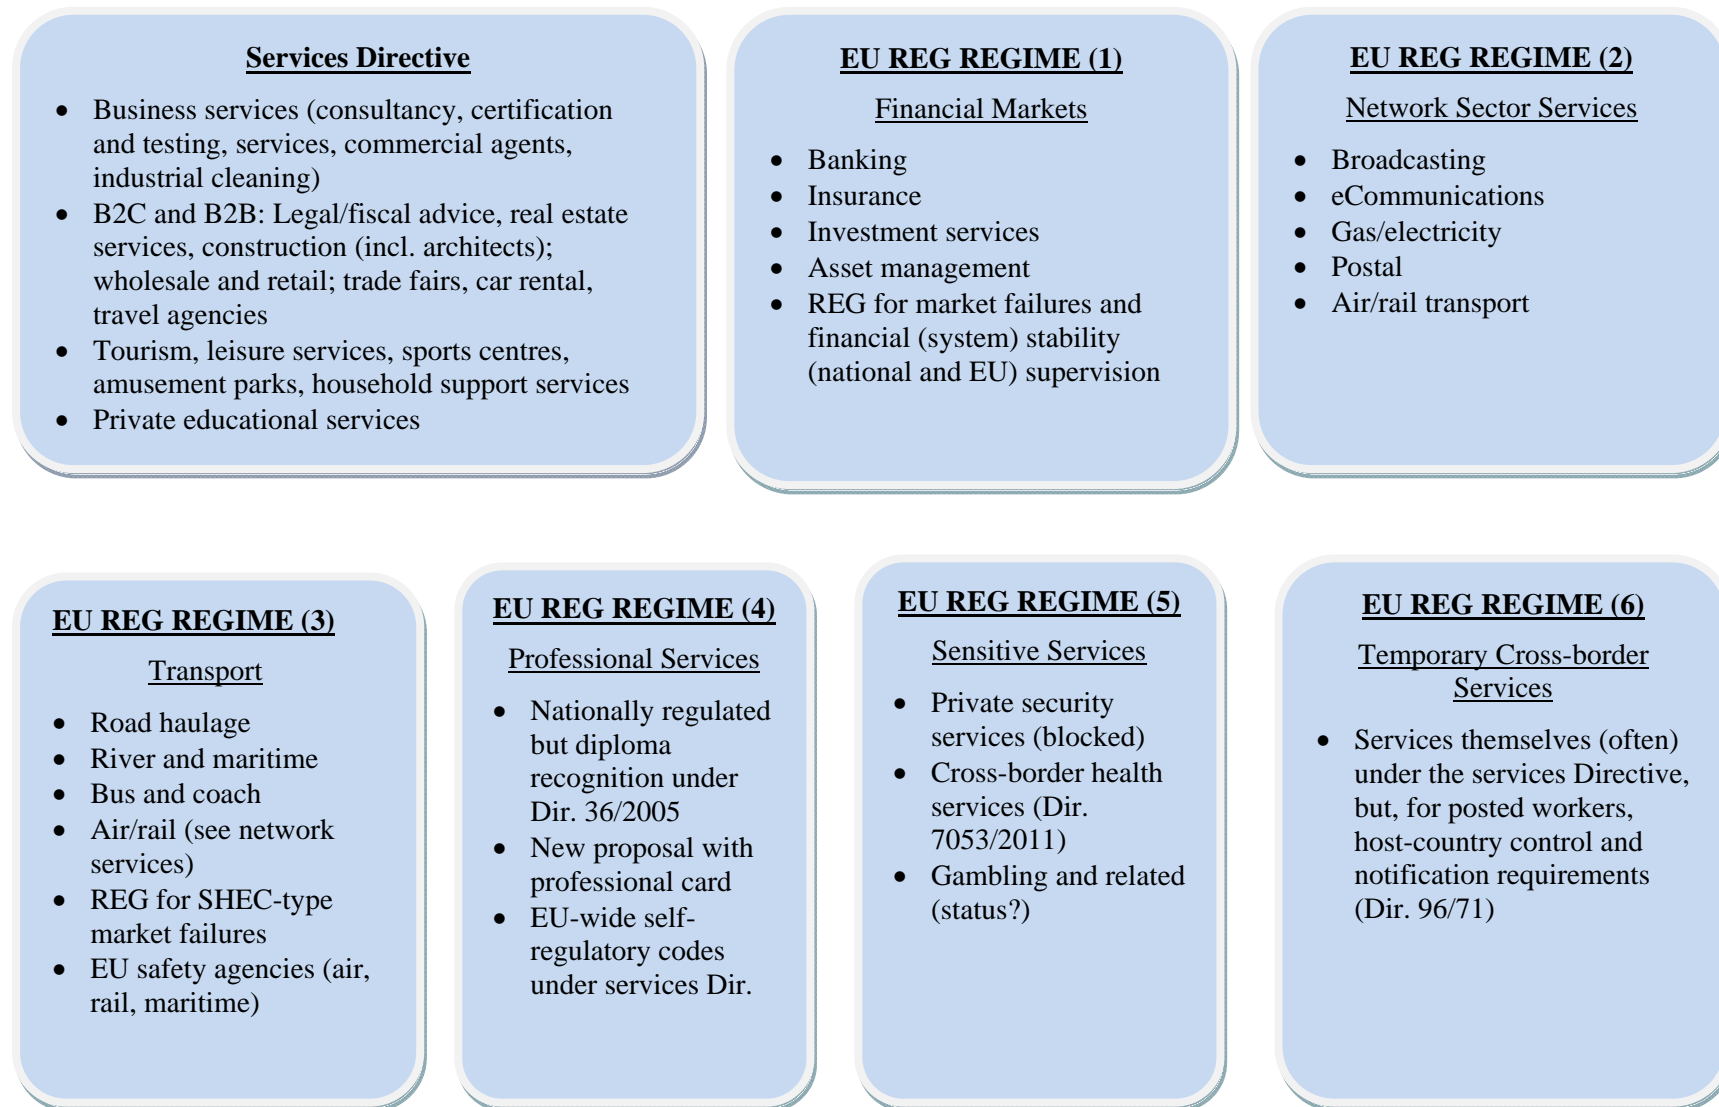 Services Directive
• Business services (consultancy, certification
and testing, services, commercial agents,
industrial cleaning)
• B2C and B2B: Legal/fiscal advice, real estate
services, construction (incl. architects);
wholesale and retail; trade fairs, car rental,
travel agencies
• Tourism, leisure services, sports centres,
amusement parks, household support services
• Private educational services
EU REG REGIME (1)
Financial Markets
• Banking
• Insurance
• Investment services
• Asset management
• REG for market failures and
financial (system) stability
(national and EU) supervision
EU REG REGIME (2)
Network Sector Services
• Broadcasting
• eCommunications
• Gas/electricity
• Postal
• Air/rail transport
EU REG REGIME (3)
Transport
• Road haulage
• River and maritime
• Bus and coach
• Air/rail (see network
services)
• REG for SHEC-type
market failures
• EU safety agencies (air,
rail, maritime)
EU REG REGIME (4)
Professional Services
• Nationally regulated
but diploma
recognition under
Dir. 36/2005
• New proposal with
professional card
• EU-wide self-
regulatory codes
under services Dir.
EU REG REGIME (5)
Sensitive Services
• Private security
services (blocked)
• Cross-border health
services (Dir.
7053/2011)
• Gambling and related
(status?)
EU REG REGIME (6)
Temporary Cross-border
Services
• Services themselves (often)
under the services Directive,
but, for posted workers,
host-country control and
notification requirements
(Dir. 96/71)